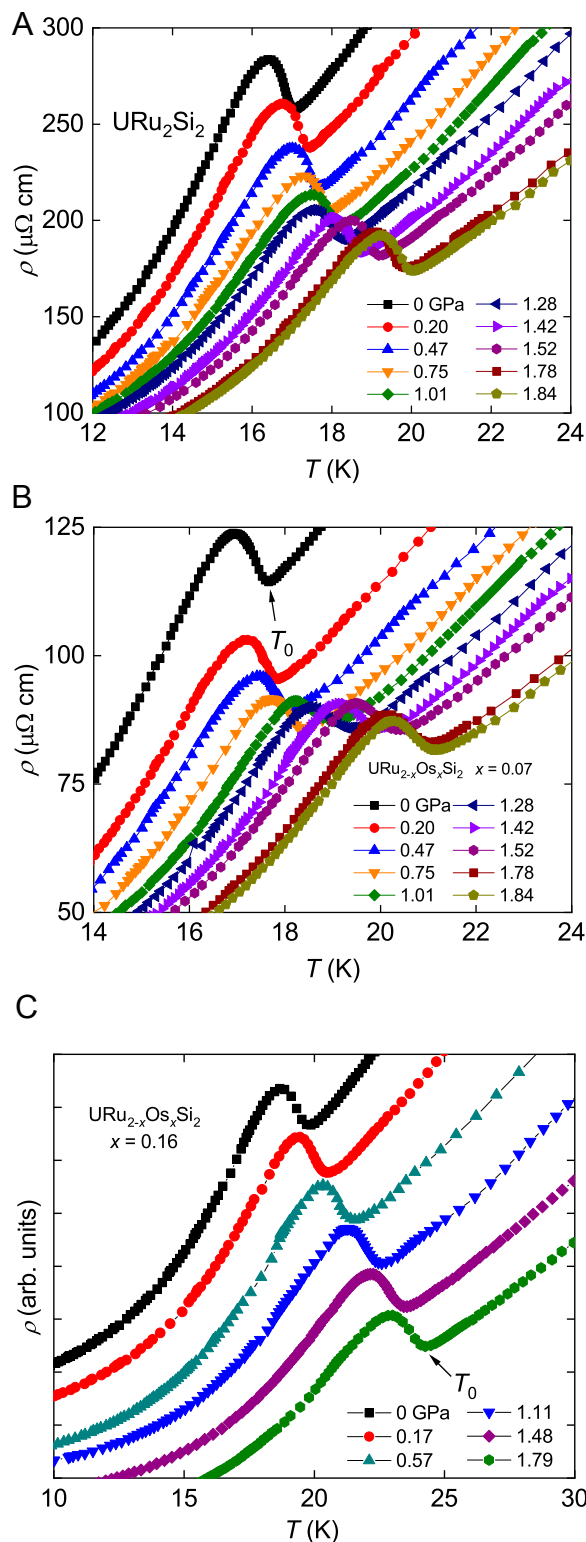 A
300
250
200
150
100
ρ (μΩ cm)
URu₂Si₂
0 GPa
0.20
0.47
0.75
1.01
1.28
1.42
1.52
1.78
1.84
12 14 16 18 20 22 24
T (K)
B
125
100
75
50
ρ (μΩ cm)
T₀
URu₂₋ₓOsₓSi₂ x = 0.07
0 GPa
0.20
0.47
0.75
1.01
1.28
1.42
1.52
1.78
1.84
14 16 18 20 22 24
T (K)
C
ρ (arb. units)
URu₂₋ₓOsₓSi₂
x = 0.16
T₀
0 GPa
0.17
0.57
1.11
1.48
1.79
10 15 20 25 30
T (K)